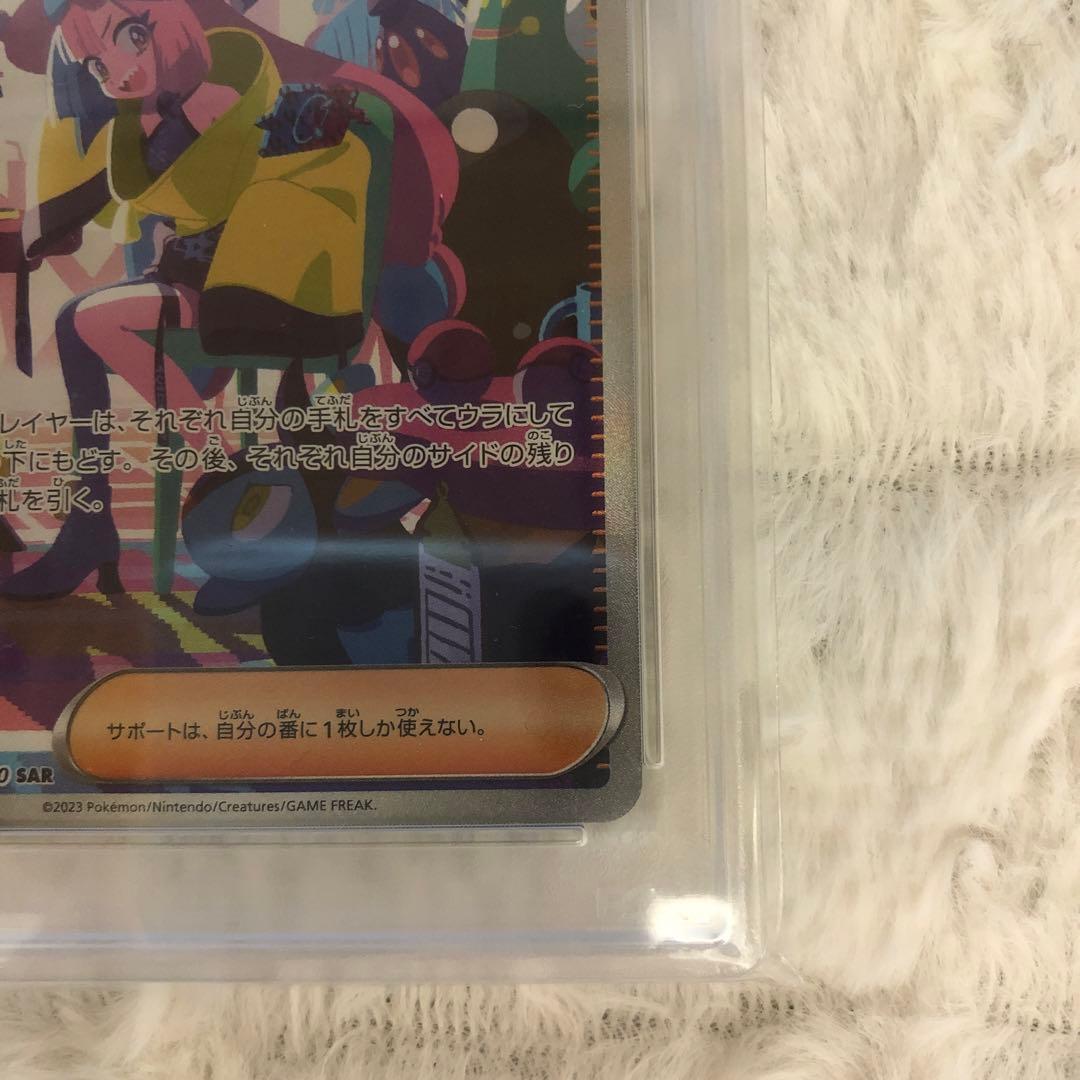 レイヤーは、それぞれ自分の手札をすべてウラにして
下にもどす。その後、それぞれ自分のサイドの残り
札を引く。
サポートは、自分の番に1枚しか使えない。
0 SAR
©2023 Pokémon/Nintendo/Creatures/GAME FREAK.